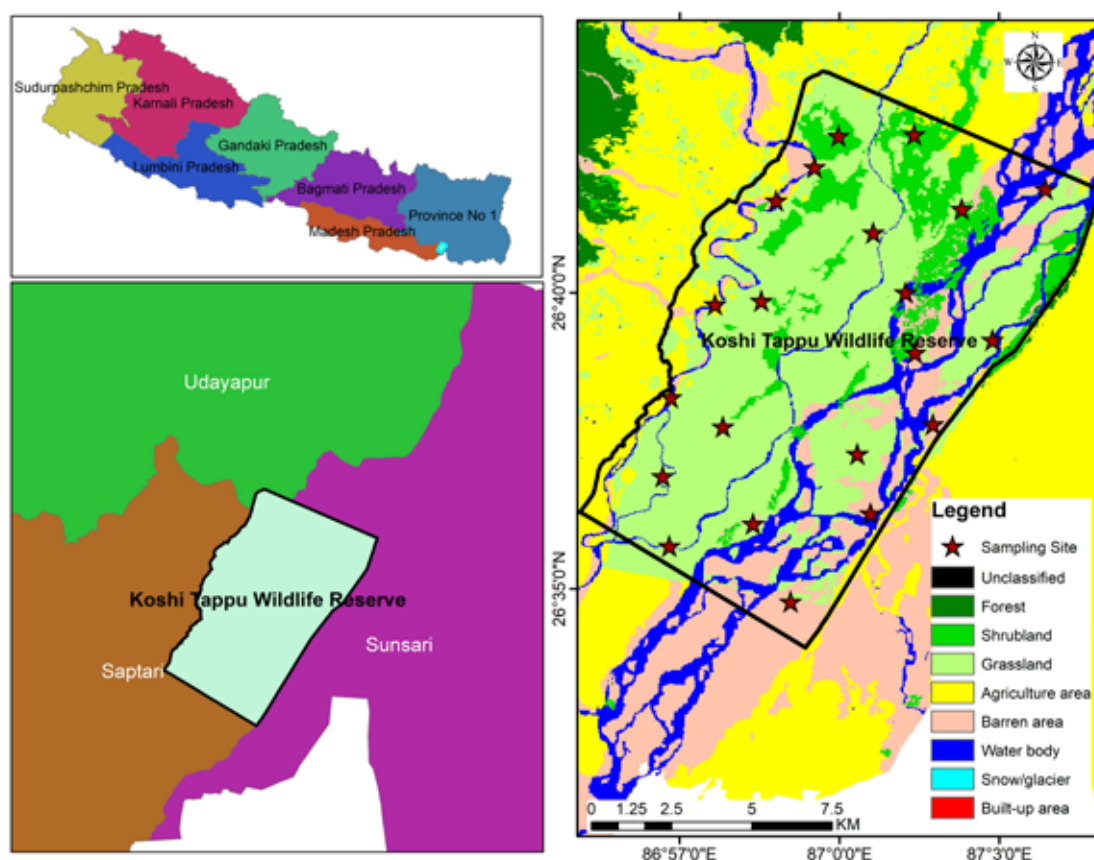 Sudurpashchim Pradesh
Karnali Pradesh
Gandaki Pradesh
Lumbini Pradesh
Bagmati Pradesh
Province No 1
Madesh Pradesh
Udayapur
Koshi Tappu Wildlife Reserve
Saptari
Sunsari
N
W E
S
26°40'0"N
Koshi Tappu Wildlife Reserve
26°35'0"N
Legend
Sampling Site
Unclassified
Forest
Shrubland
Grassland
Agriculture area
Barren area
Water body
Snow/glacier
Built-up area
0 1.25 2.5 5 7.5
KM
86°57'0"E 87°0'0"E 87°3'0"E